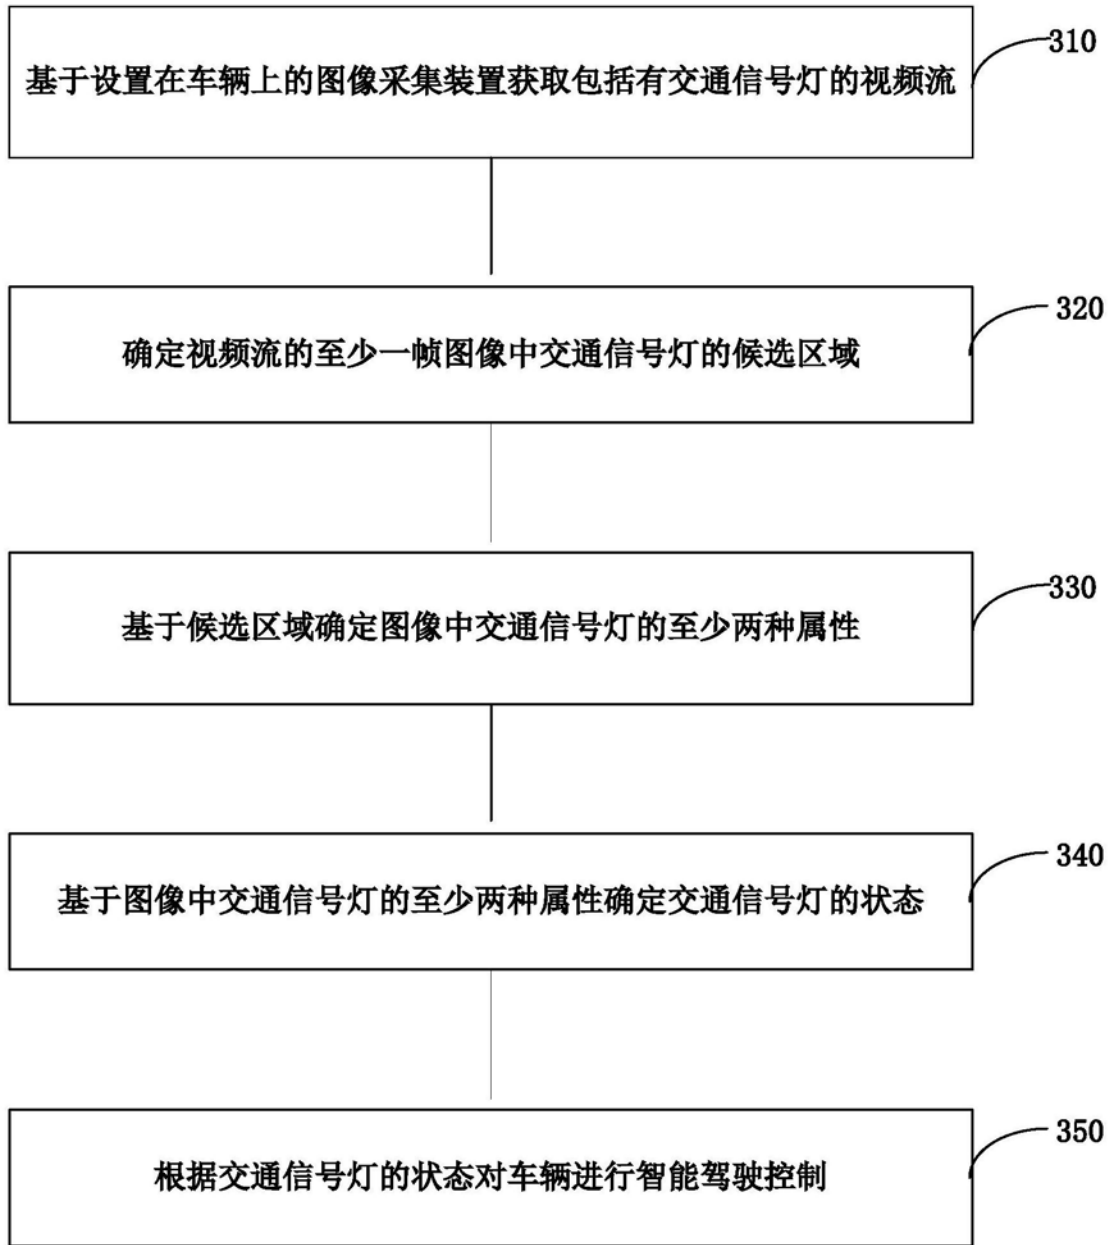 310
基于设置在车辆上的图像采集装置获取包括有交通信号灯的视频流
320
确定视频流的至少一帧图像中交通信号灯的候选区域
330
基于候选区域确定图像中交通信号灯的至少两种属性
340
基于图像中交通信号灯的至少两种属性确定交通信号灯的状态
350
根据交通信号灯的状态对车辆进行智能驾驶控制